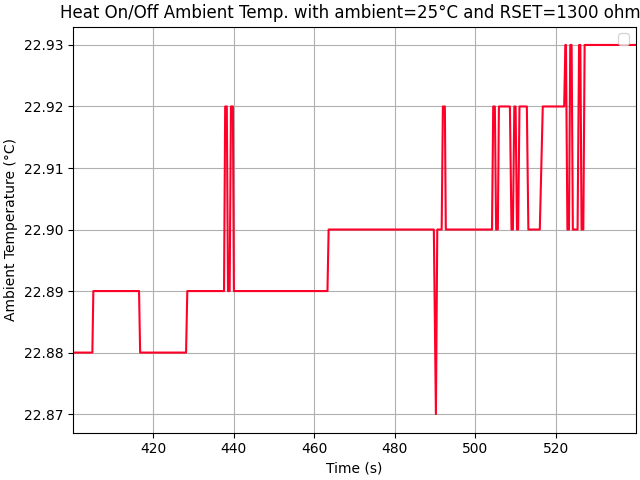 Heat On/Off Ambient Temp. with ambient=25°C and RSET=1300 ohm
22.93
22.92
22.91
22.90
22.89
22.88
22.87
Ambient Temperature (°C)
420 440 460 480 500 520
Time (s)